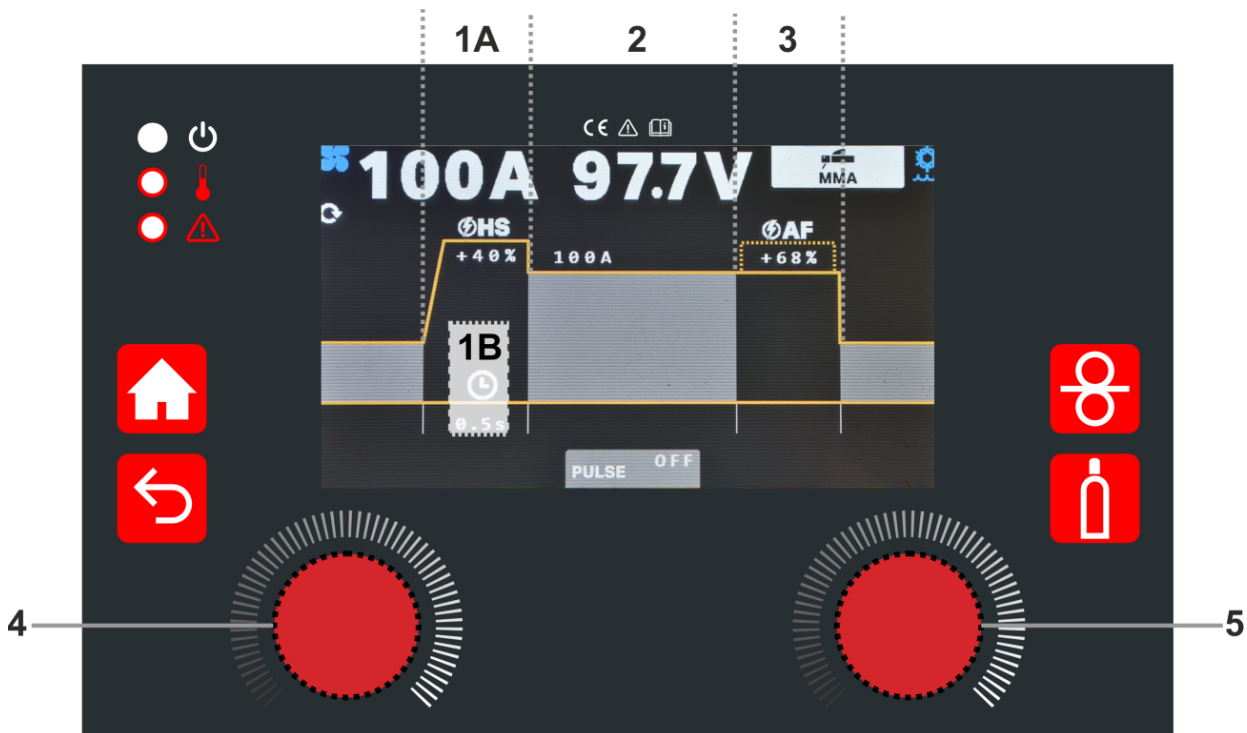 1A 2 3
CE
100A 97.7V MMA
HS AF
+40% 100A +68%
1B
0.5s
PULSE OFF
4 5